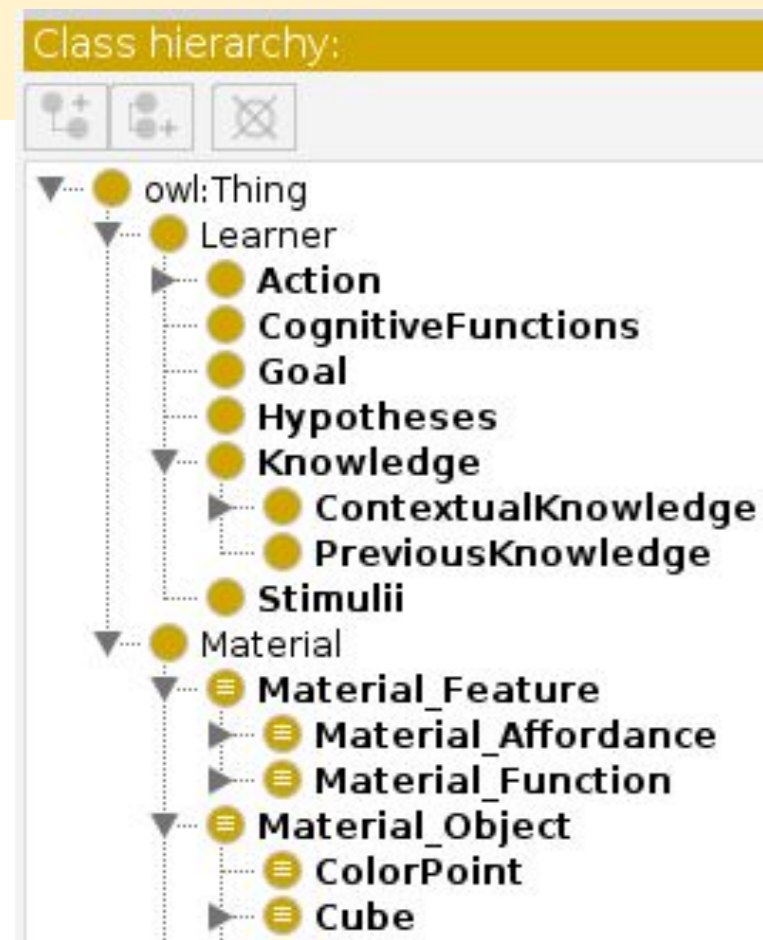 Class hierarchy:
owl:Thing
Learner
Action
CognitiveFunctions
Goal
Hypotheses
Knowledge
ContextualKnowledge
PreviousKnowledge
Stimulii
Material
Material_Feature
Material_Affordance
Material_Function
Material_Object
ColorPoint
Cube